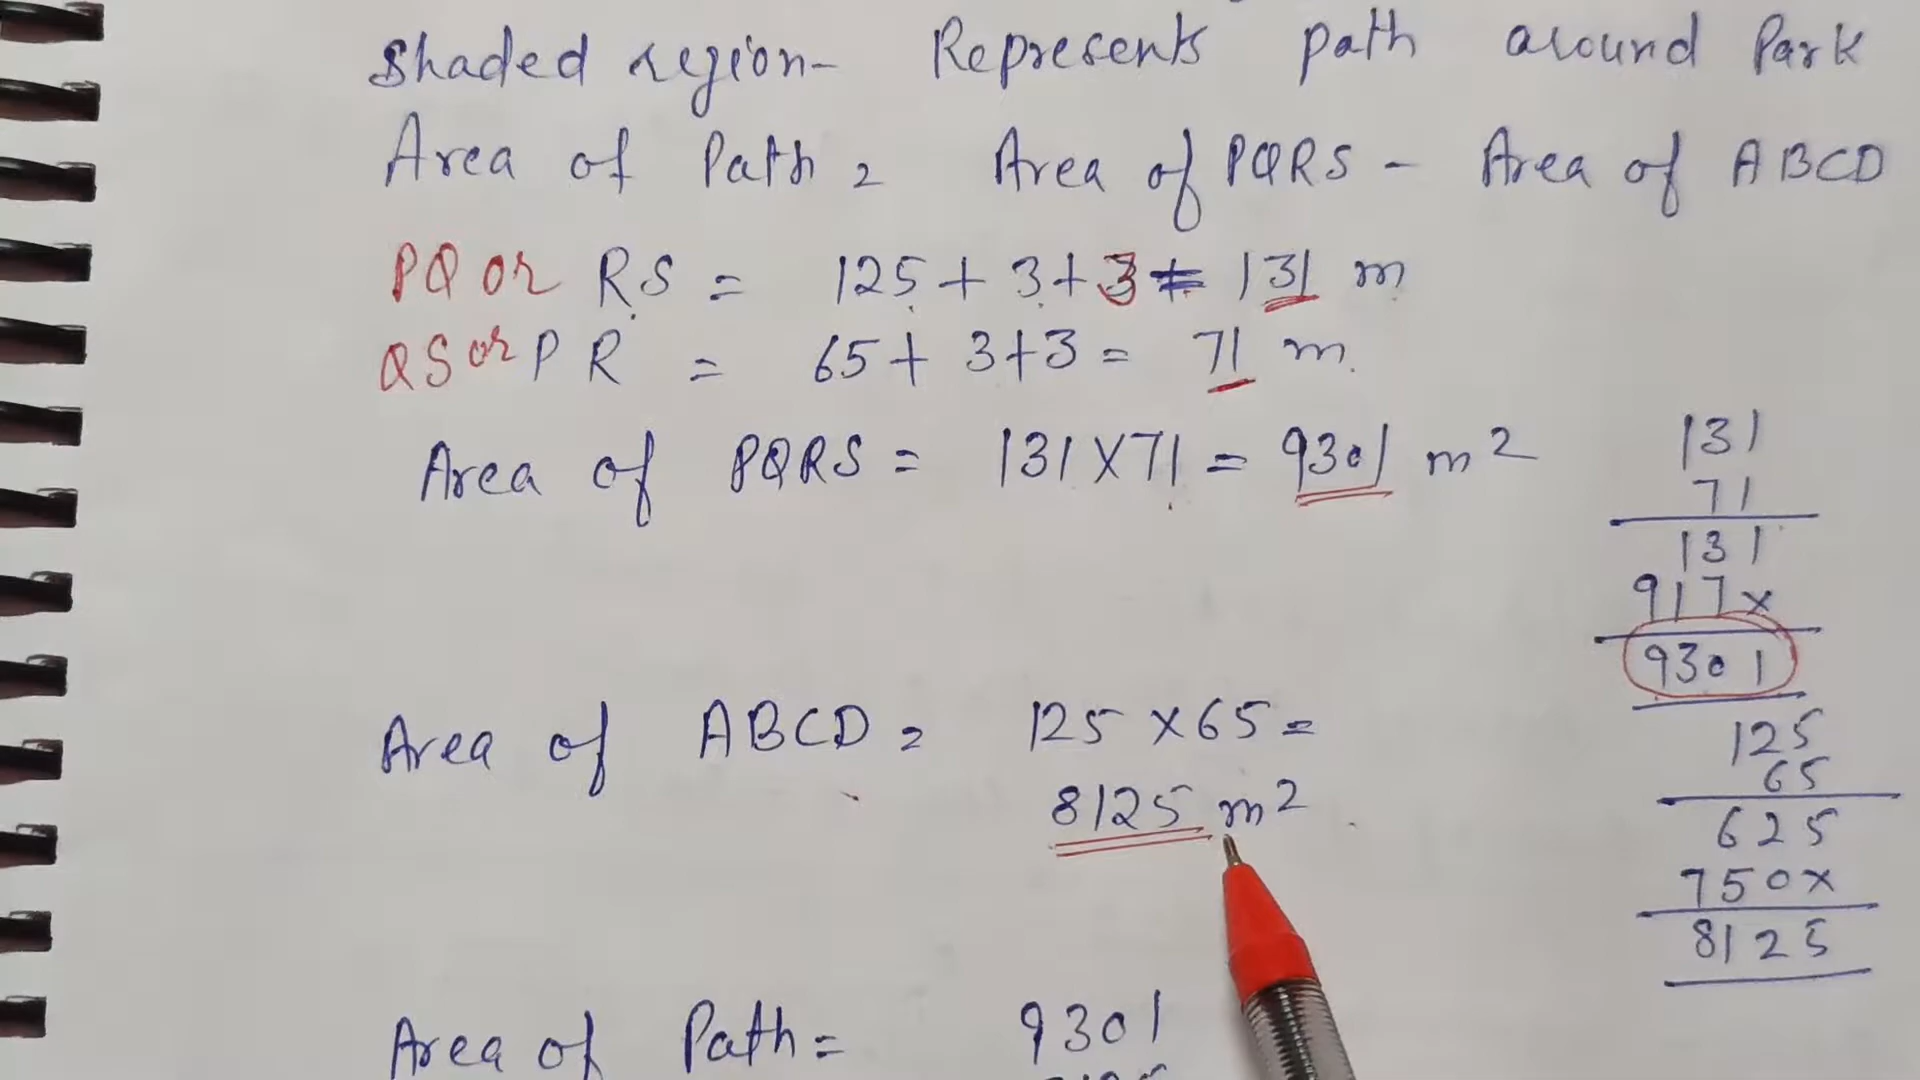 Shaded region- Represents path around Park
Area of Path = Area of PQRS - Area of ABCD
PQ or RS = 125 + 3 + 3 = 131 m
QS or PR = 65 + 3+3 = 71 m.
Area of PQRS = 131 X 71 = 9301 m2
131
71
131
917x
9301
Area of ABCD = 125 x 65 =
8125 m2
125
65
625
750x
8125
Area of Path = 9301